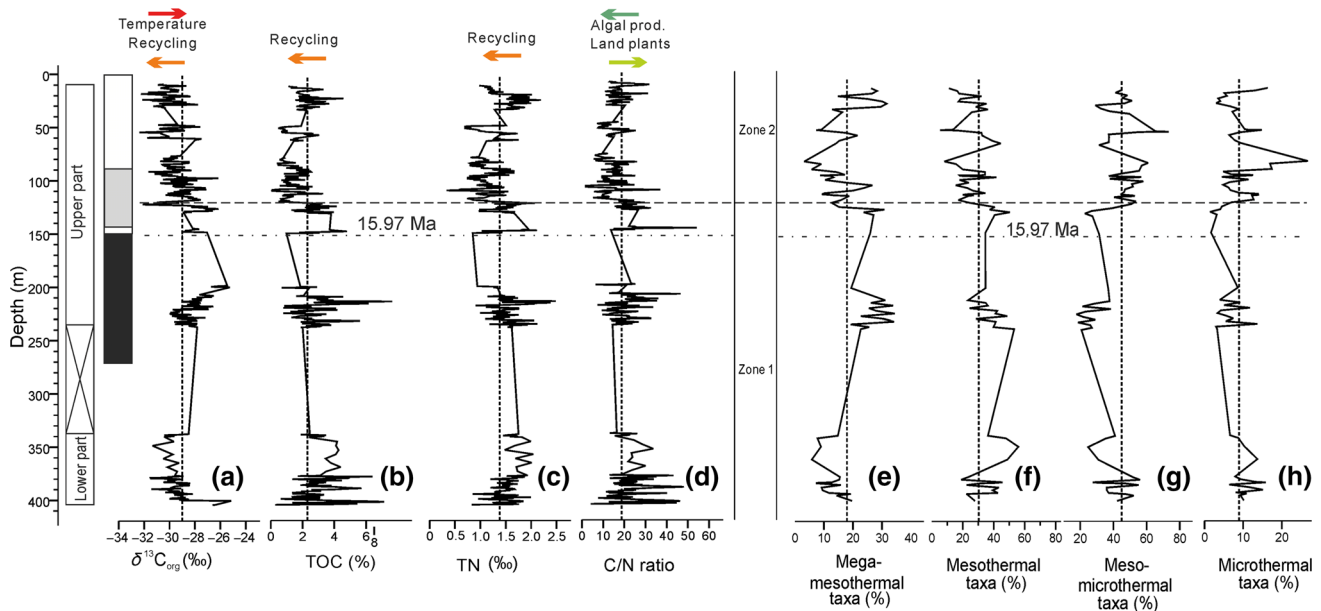 Temperature
Recycling
Recycling
Recycling
Algal prod.
Land plants
Depth (m)
0
50
100
150
200
250
300
350
400
Upper part
Lower part
15.97 Ma
15,97 Ma
Zone 2
Zone 1
(a)
(b)
(c)
(d)
(e)
(f)
(g)
(h)
−34 −32 −30 −28 −26 −24
δ¹³Corg (‰)
0 2 4 6 8
TOC (%)
0 0.5 1.0 1.5 2.0 2.5
TN (‰)
0 10 20 30 40 50 60
C/N ratio
0 10 20 30 40
Mega-
mesothermal
taxa (%)
0 20 40 60 80
Mesothermal
taxa (%)
0 20 40 60 80
Meso-
microthermal
taxa (%)
0 10 20
Microthermal
taxa (%)